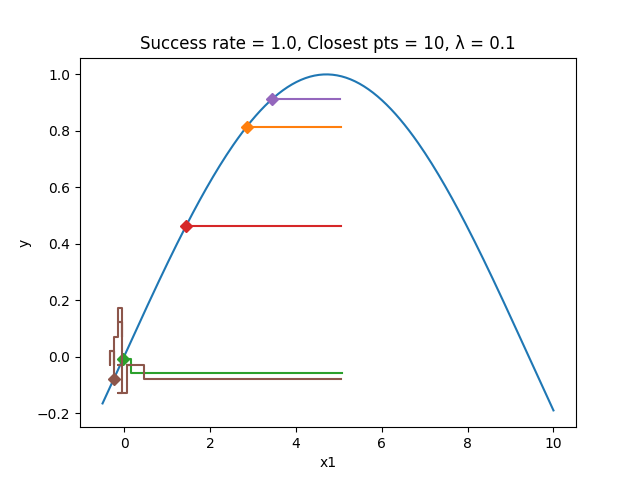 Success rate = 1.0, Closest pts = 10, λ = 0.1
1.0
0.8
0.6
0.4
0.2
0.0
−0.2
y
0 2 4 6 8 10
x1